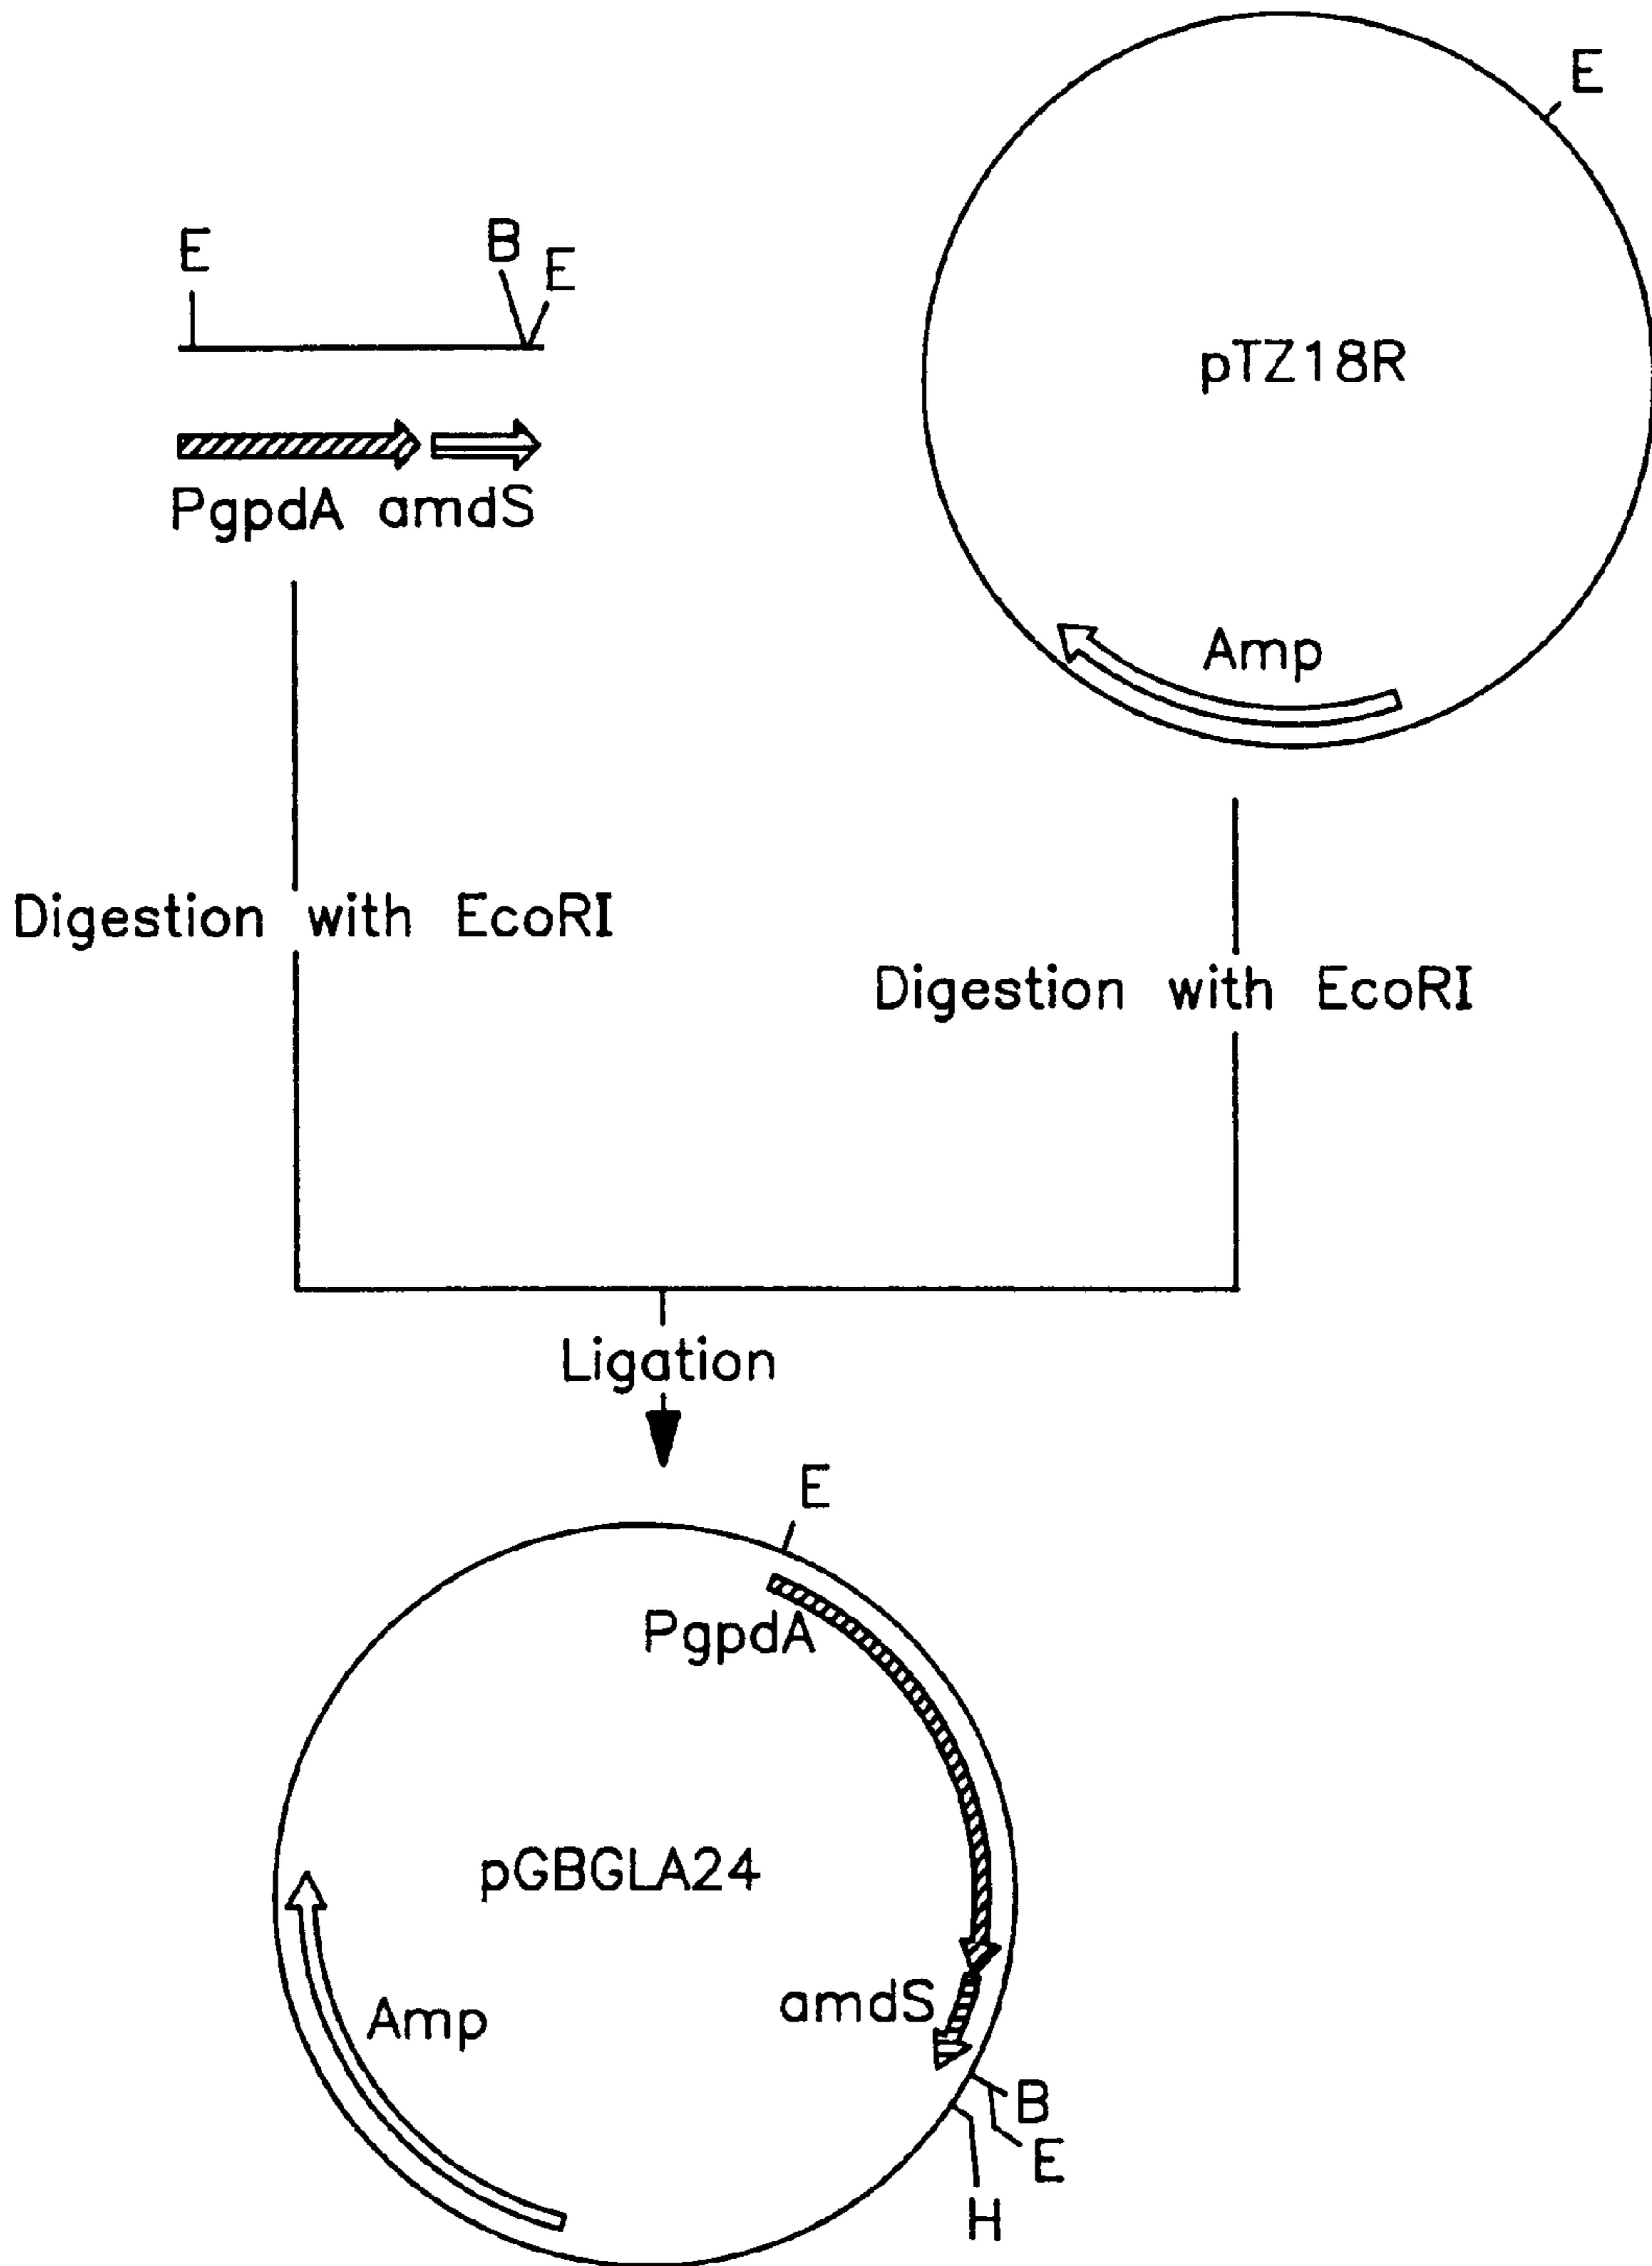 E
B
E
PgpdA amdS
E
pTZ18R
Amp
Digestion with EcoRI
Digestion with EcoRI
Ligation
E
PgpdA
pGBGLA24
amdS
Amp
B
E
H